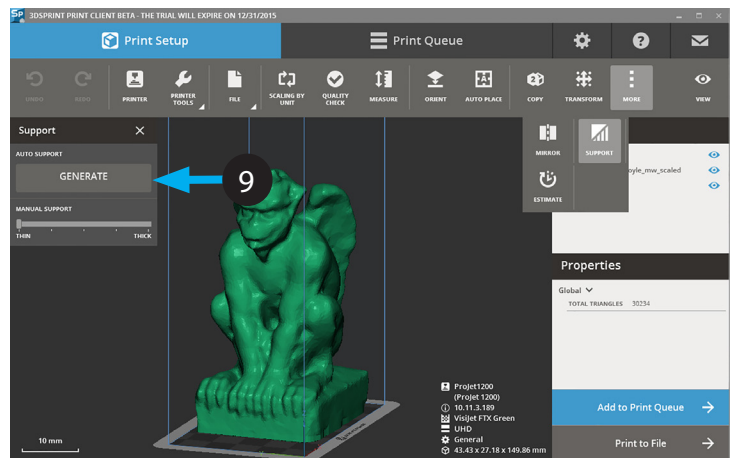 Sp 3DSPRINT PRINT CLIENT BETA - THE TRIAL WILL EXPIRE ON 12/31/2015
Print Setup
Print Queue
UNDO
REDO
PRINTER
PRINTER TOOLS
FILE
SCALING BY UNIT
QUALITY CHECK
MEASURE
ORIENT
AUTO PLACE
COPY
TRANSFORM
MORE
VIEW
Support
AUTO SUPPORT
GENERATE
9
MANUAL SUPPORT
THIN THICK
MIRROR
SUPPORT
ESTIMATE
oyle_mw_scaled
Properties
Global
TOTAL TRIANGLES 30234
ProJet1200
(ProJet 1200)
10.11.3.189
VisiJet FTX Green
UHD
General
43.43 x 27.18 x 149.86 mm
10 mm
Add to Print Queue
Print to File